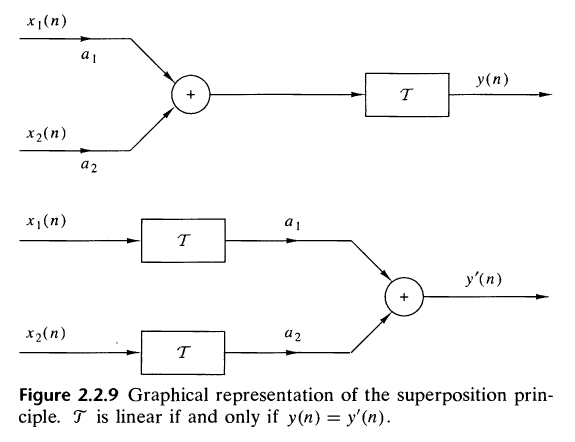 x₁(n)
a₁
x₂(n)
a₂
+
𝒯
y(n)
x₁(n)
𝒯
a₁
x₂(n)
𝒯
a₂
+
y′(n)
Figure 2.2.9 Graphical representation of the superposition prin-
ciple. 𝒯 is linear if and only if y(n) = y′(n).